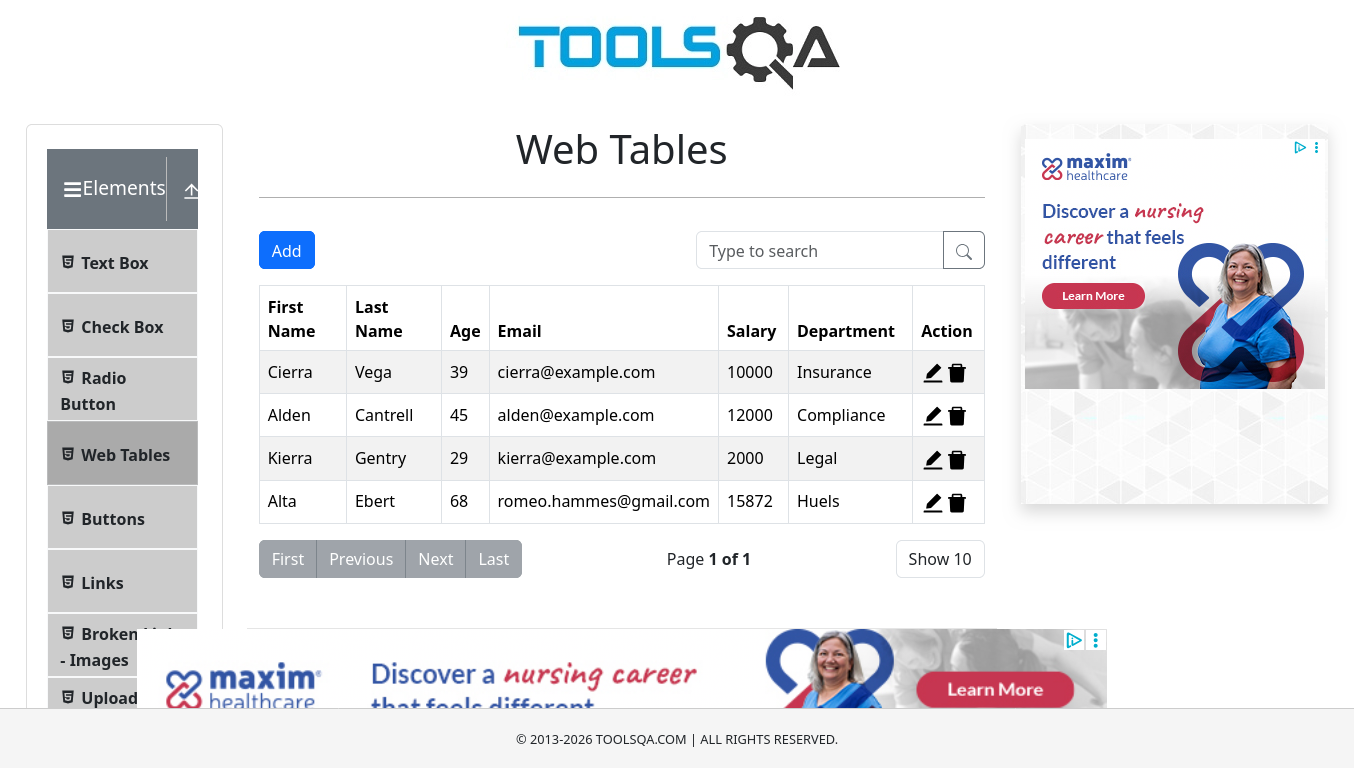 TOOLSQA
Web Tables
Elements
Text Box
Check Box
Radio
Button
Web Tables
Buttons
Links
Broken
- Images
Upload
Add
Type to search
First Name Last Name Age Email Salary Department Action
Cierra Vega 39 cierra@example.com 10000 Insurance
Alden Cantrell 45 alden@example.com 12000 Compliance
Kierra Gentry 29 kierra@example.com 2000 Legal
Alta Ebert 68 romeo.hammes@gmail.com 15872 Huels
First Previous Next Last Page 1 of 1 Show 10
maxim
healthcare
Discover a nursing
career that feels
different
Learn More
maxim
healthcare
Discover a nursing career
that feels different
Learn More
© 2013-2026 TOOLSQA.COM | ALL RIGHTS RESERVED.